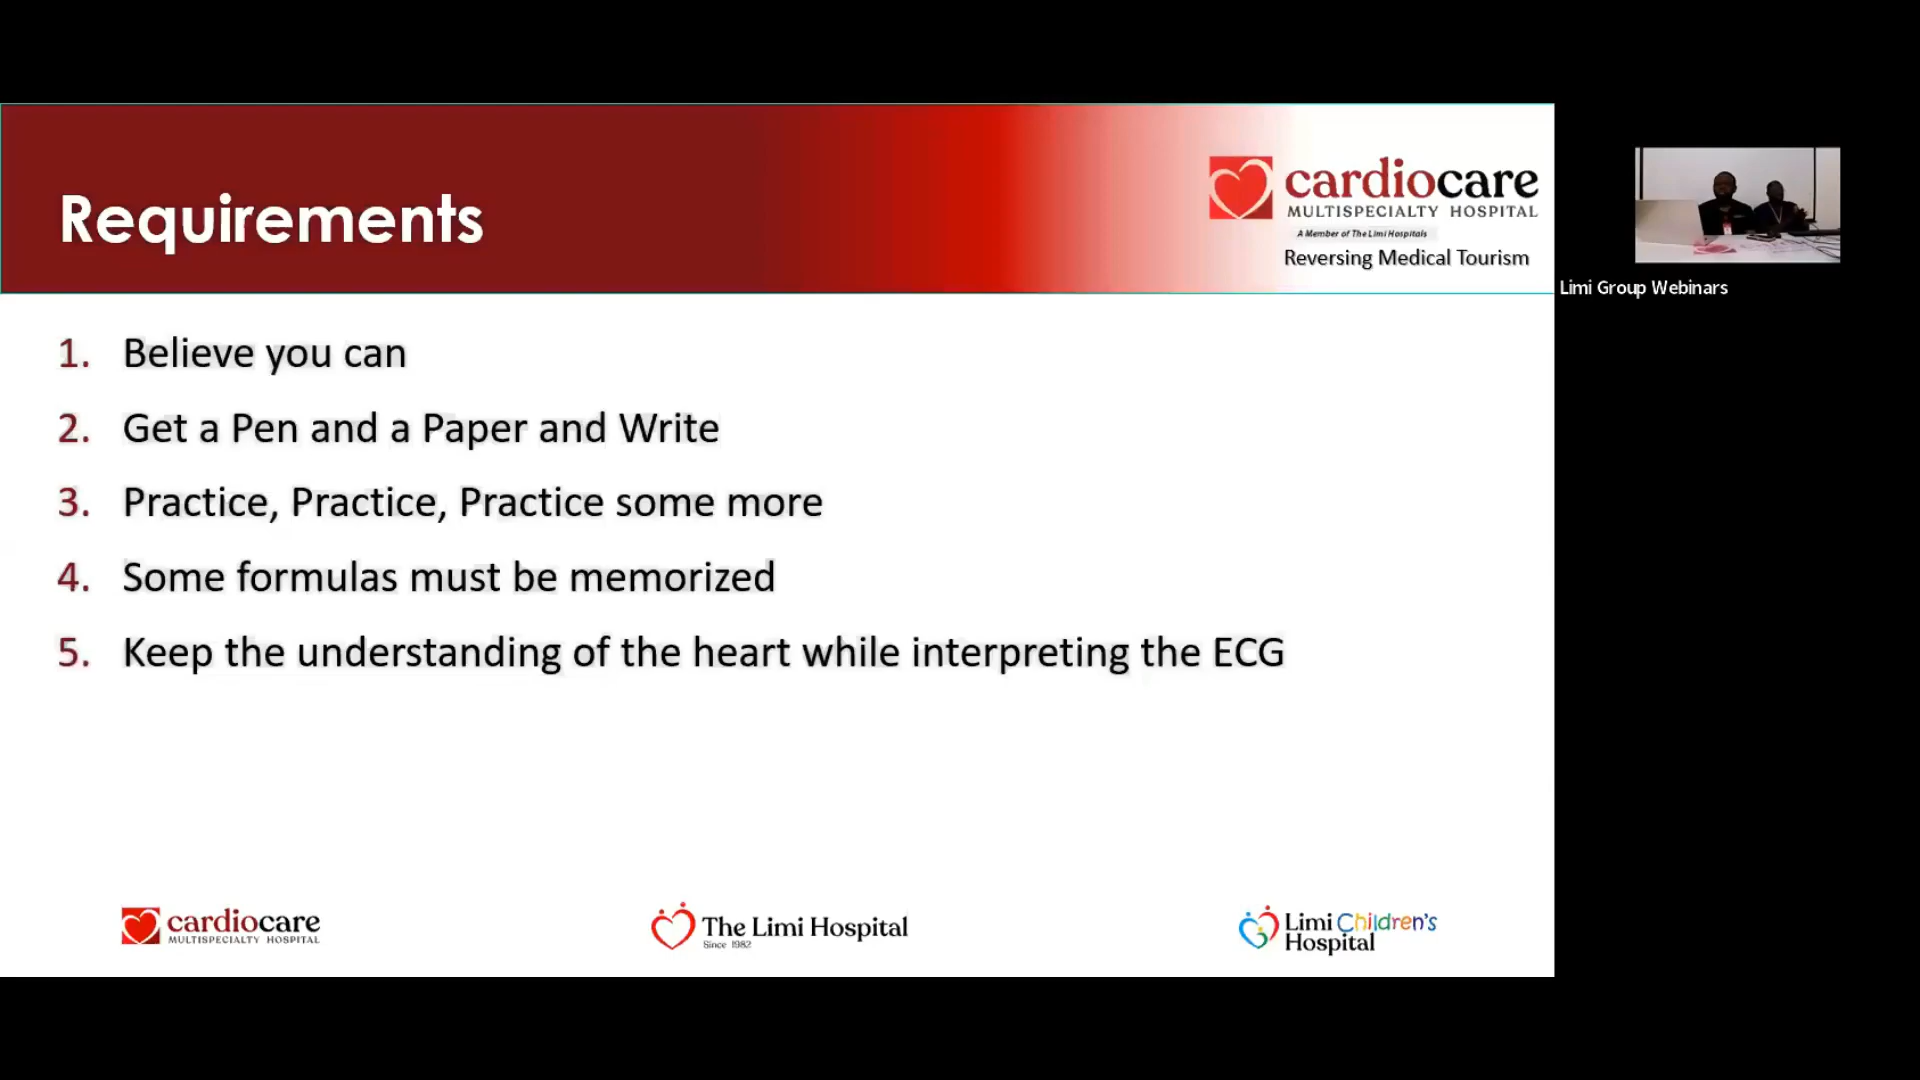 Requirements
cardiocare
MULTISPECIALTY HOSPITAL
A Member of The Limi Hospitals
Reversing Medical Tourism
Limi Group Webinars
1. Believe you can
2. Get a Pen and a Paper and Write
3. Practice, Practice, Practice some more
4. Some formulas must be memorized
5. Keep the understanding of the heart while interpreting the ECG
cardiocare
MULTISPECIALTY HOSPITAL
The Limi Hospital
Since 1982
Limi Children's
Hospital